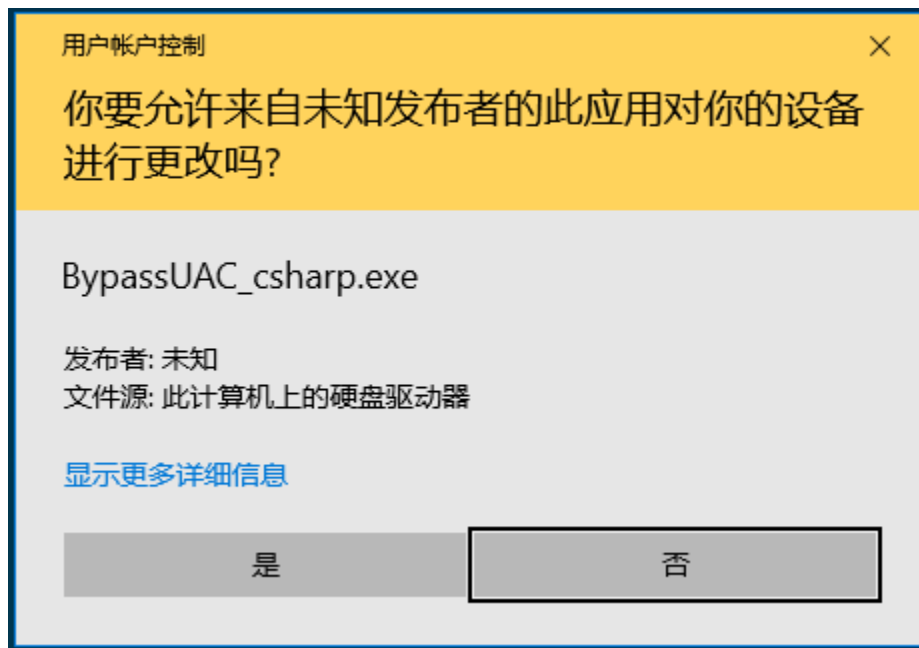 用户帐户控制
你要允许来自未知发布者的此应用对你的设备
进行更改吗?
BypassUAC_csharp.exe
发布者: 未知
文件源: 此计算机上的硬盘驱动器
显示更多详细信息
是
否